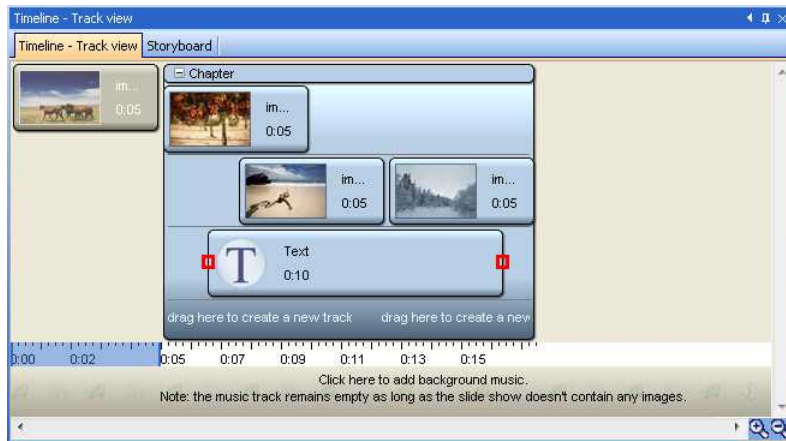 Timeline - Track view
Timeline - Track view Storyboard
im...
0:05
Chapter
im...
0:05
im...
0:05
im...
0:05
T
Text
0:10
drag here to create a new track drag here to create a new
0:00 0:02 0:05 0:07 0:09 0:11 0:13 0:15
Click here to add background music.
Note: the music track remains empty as long as the slide show doesn't contain any images.